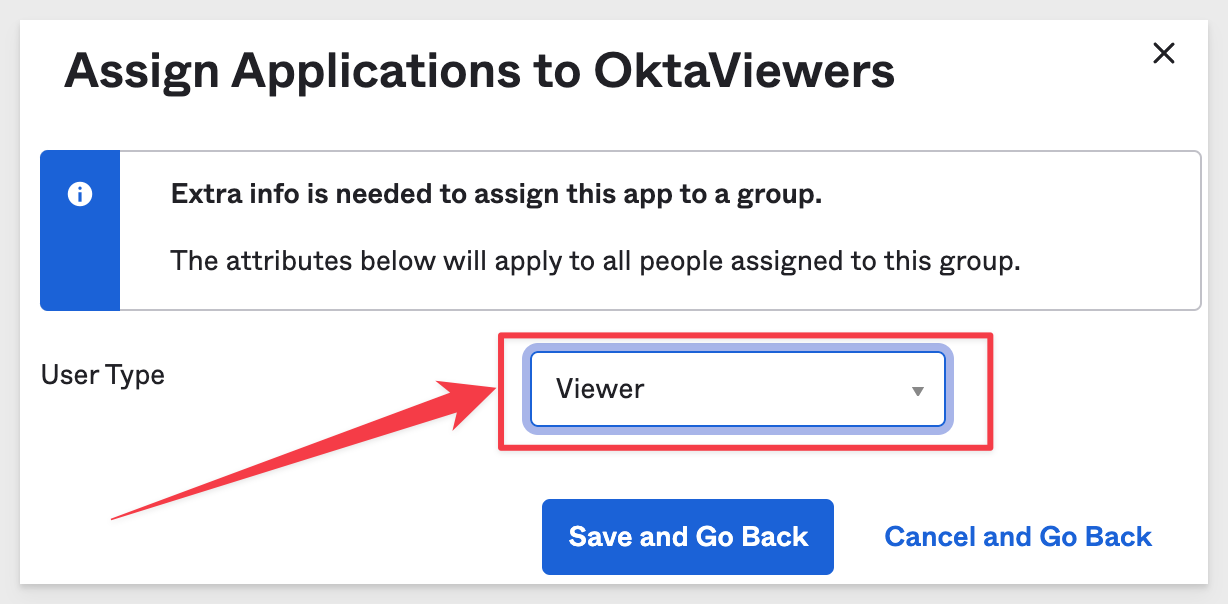 Assign Applications to OktaViewers
Extra info is needed to assign this app to a group.
The attributes below will apply to all people assigned to this group.
User Type
Viewer
Save and Go Back
Cancel and Go Back